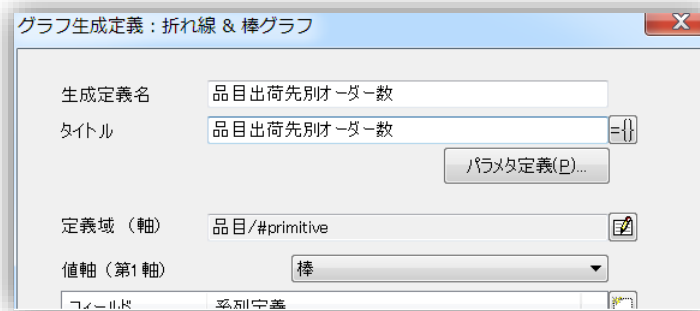 グラフ生成定義：折れ線 & 棒グラフ
生成定義名 品目出荷先別オーダー数
タイトル 品目出荷先別オーダー数 ={}
パラメタ定義(P)...
定義域（軸） 品目/#primitive
値軸（第1軸） 棒
フィールド 系列定義